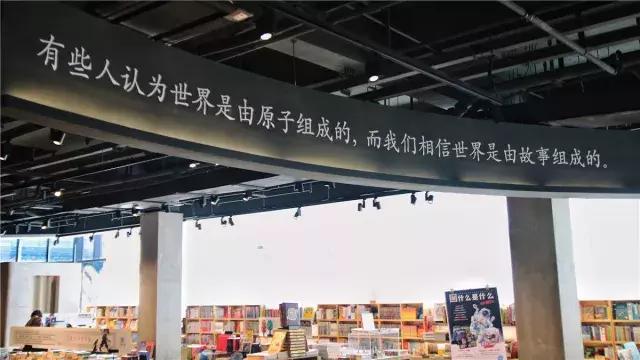 有些人认为世界是由原子组成的，而我们相信世界是由故事组成的。
什么是什么